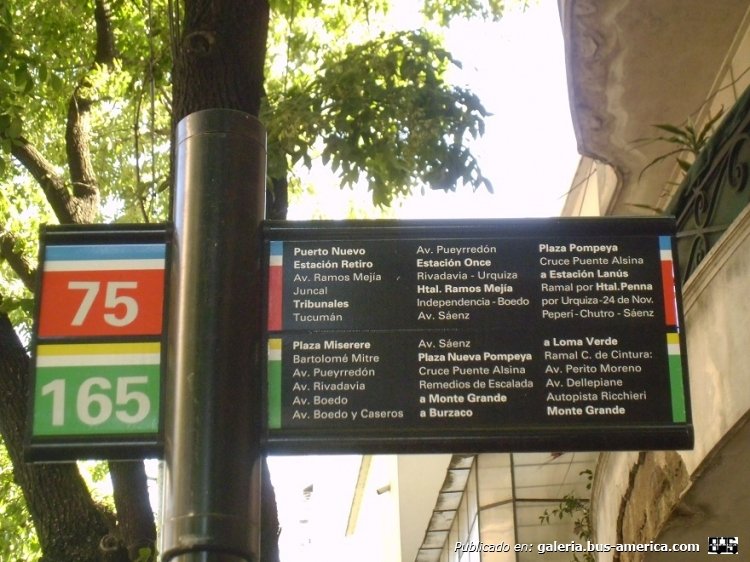 75
Puerto Nuevo
Estación Retiro
Av. Ramos Mejía
Juncal
Tribunales
Tucumán
Av. Pueyrredón
Estación Once
Rivadavia - Urquiza
Htal. Ramos Mejía
Independencia - Boedo
Av. Sáenz
Plaza Pompeya
Cruce Puente Alsina
a Estación Lanús
Ramal por Htal.Penna
por Urquiza-24 de Nov.
Peperí-Chutro - Sáenz
165
Plaza Miserere
Bartolomé Mitre
Av. Pueyrredón
Av. Rivadavia
Av. Boedo
Av. Boedo y Caseros
Av. Sáenz
Plaza Nueva Pompeya
Cruce Puente Alsina
Remedios de Escalada
a Monte Grande
a Burzaco
a Loma Verde
Ramal C. de Cintura:
Av. Perito Moreno
Av. Dellepiane
Autopista Ricchieri
Monte Grande
Publicado en: galeria.bus-america.com